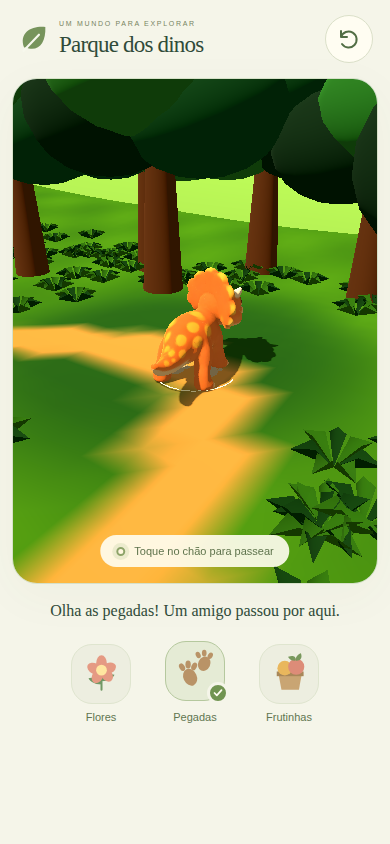 UM MUNDO PARA EXPLORAR
Parque dos dinos
Toque no chão para passear
Olha as pegadas! Um amigo passou por aqui.
Flores
Pegadas
Frutinhas